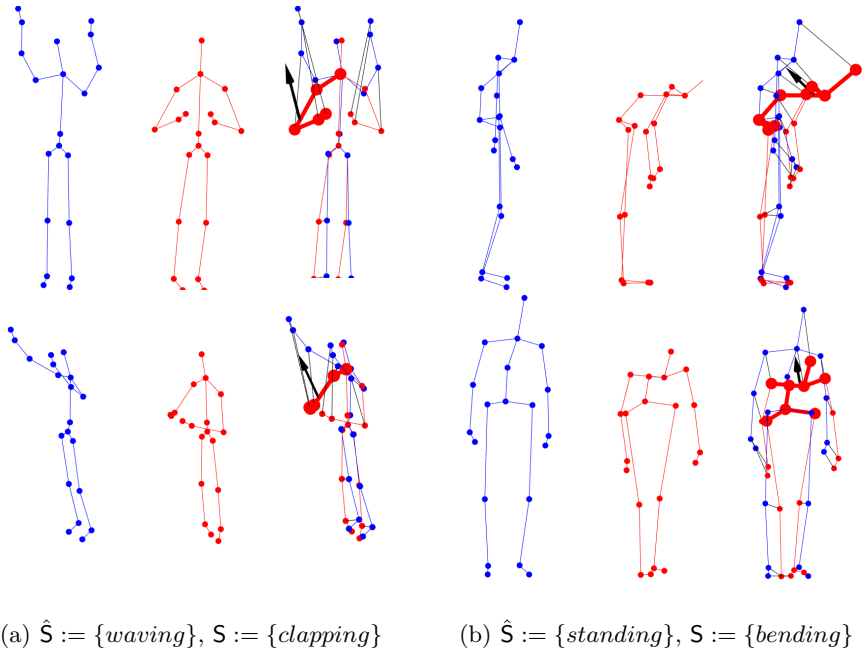 (a) Ŝ := {waving}, S := {clapping}
(b) Ŝ := {standing}, S := {bending}